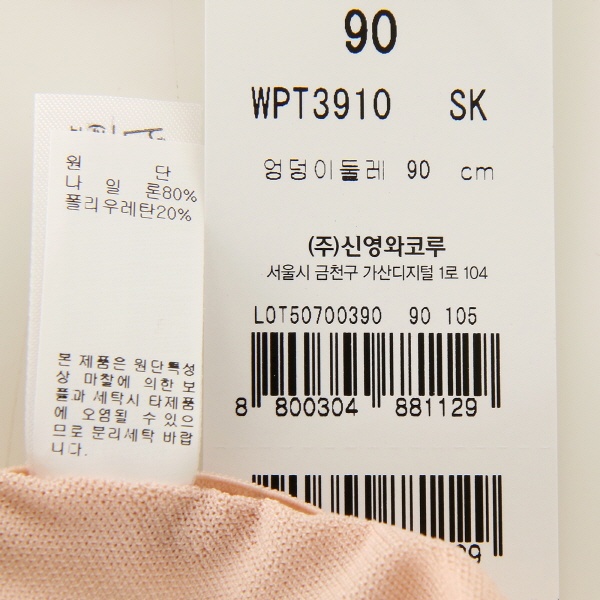 90
WPT3910 SK
엉덩이둘레 90 cm
(주)신영와코루
서울시 금천구 가산디지털 1로 104
LOT50700390 90 105
8 800304 881129
원 단
나 일 론80%
폴리우레탄20%
본 제품은 원단특성
상 마찰에 의한 보
풀과 세탁시 타제품
에 오염될 수 있으
므로 분리세탁 바랍
니다.